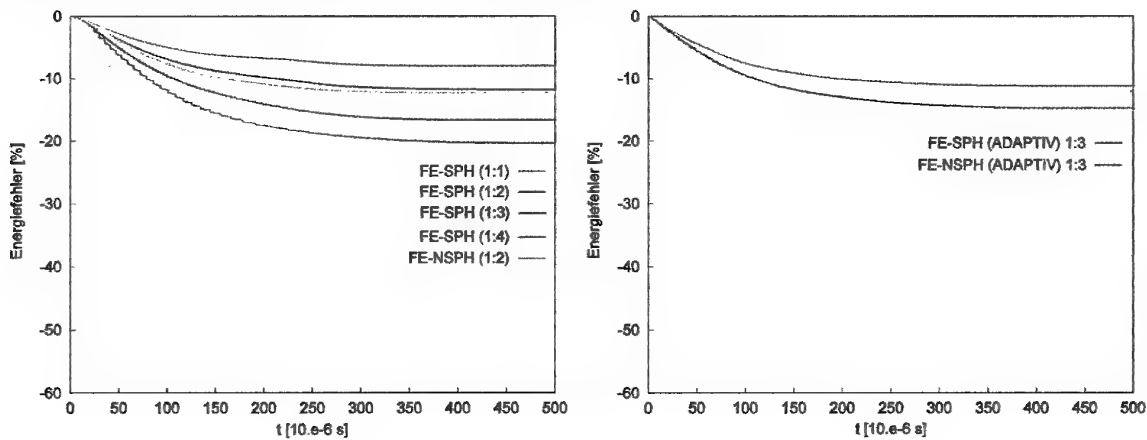 0
-10
-20
-30
-40
-50
-60
Energiefehler [%]
FE-SPH (1:1)
FE-SPH (1:2)
FE-SPH (1:3)
FE-SPH (1:4)
FE-NSPH (1:2)
0 50 100 150 200 250 300 350 400 450 500
t [10.e-6 s]
0
-10
-20
-30
-40
-50
-60
Energiefehler [%]
FE-SPH (ADAPTIV) 1:3
FE-NSPH (ADAPTIV) 1:3
0 50 100 150 200 250 300 350 400 450 500
t [10.e-6 s]